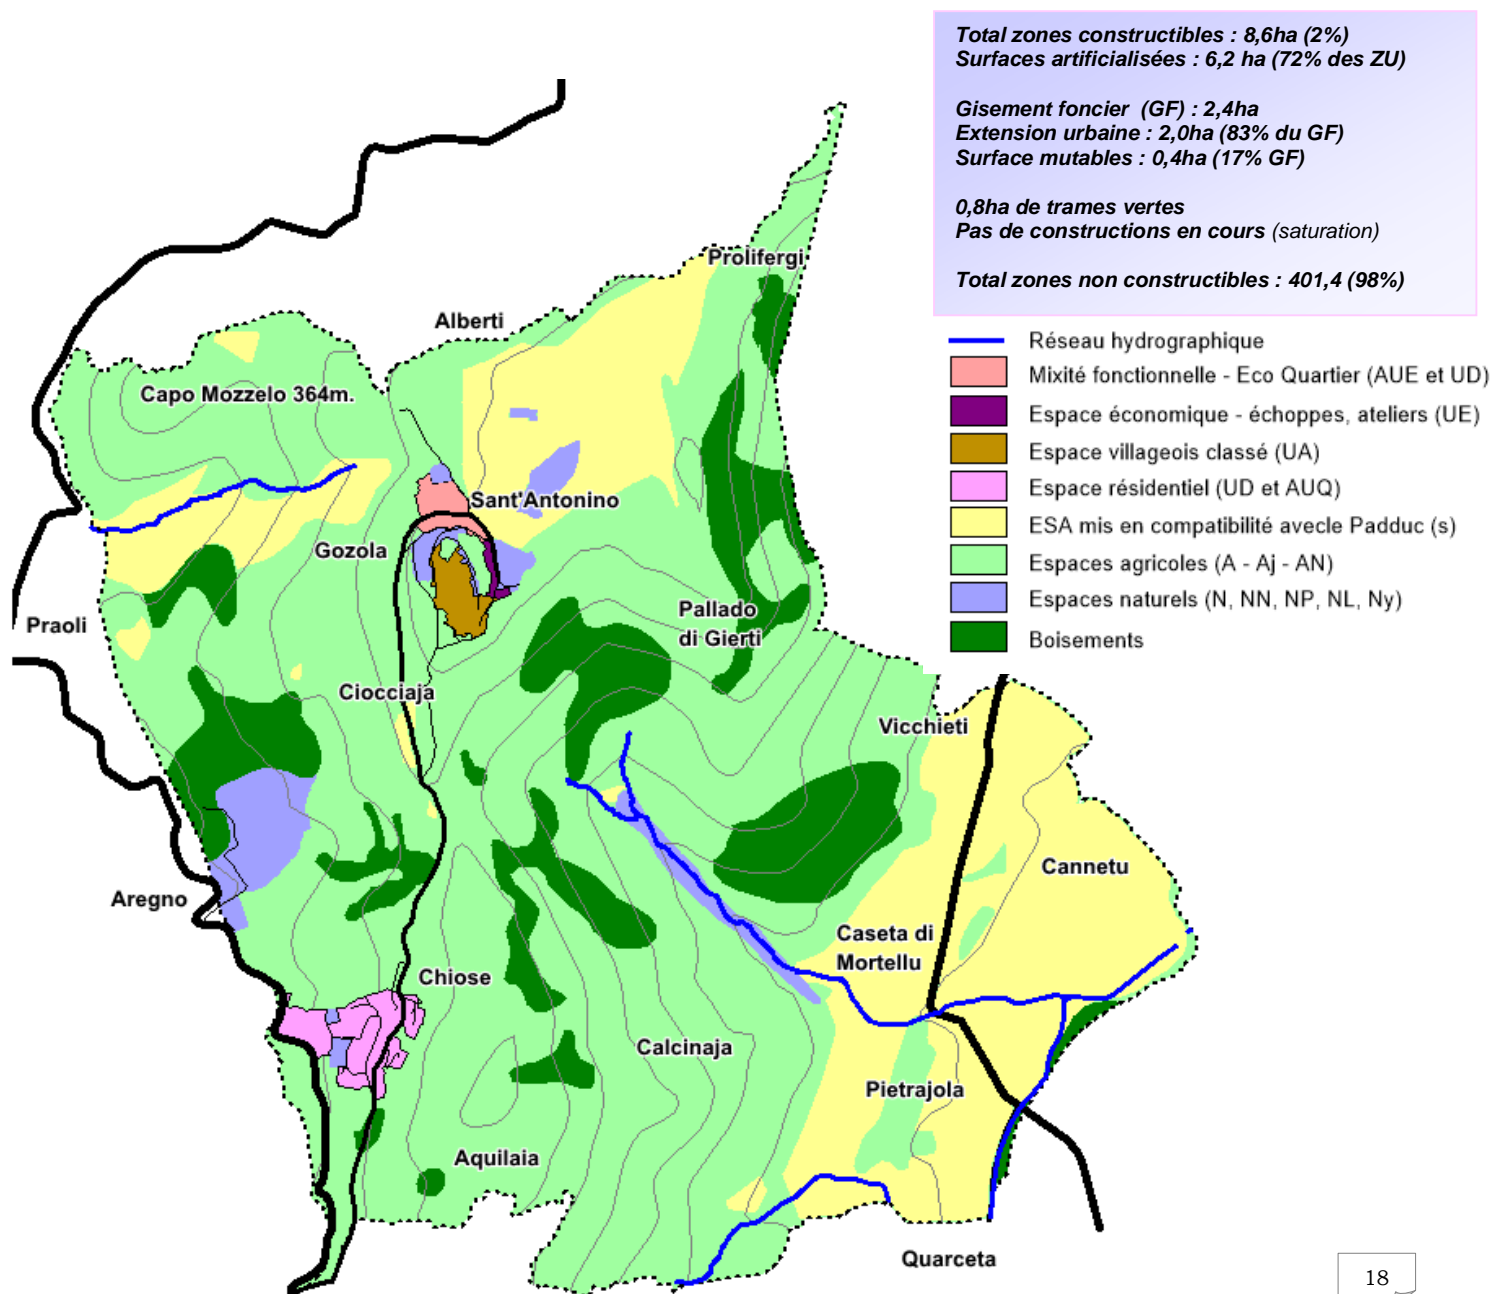 Total zones constructibles : 8,6ha (2%)
Surfaces artificialisées : 6,2 ha (72% des ZU)
Gisement foncier (GF) : 2,4ha
Extension urbaine : 2,0ha (83% du GF)
Surface mutables : 0,4ha (17% GF)
0,8ha de trames vertes
Pas de constructions en cours (saturation)
Total zones non constructibles : 401,4 (98%)
Réseau hydrographique
Mixité fonctionnelle - Eco Quartier (AUE et UD)
Espace économique - échoppes, ateliers (UE)
Espace villageois classé (UA)
Espace résidentiel (UD et AUQ)
ESA mis en compatibilité avecle Padduc (s)
Espaces agricoles (A - Aj - AN)
Espaces naturels (N, NN, NP, NL, Ny)
Boisements
Prolifergi
Alberti
Capo Mozzelo 364m.
Sant'Antonino
Gozola
Praoli
Pallado
di Gierti
Ciocciaja
Vicchieti
Cannetu
Aregno
Caseta di
Mortellu
Chiose
Calcinaja
Pietrajola
Aquilaia
Quarceta
18